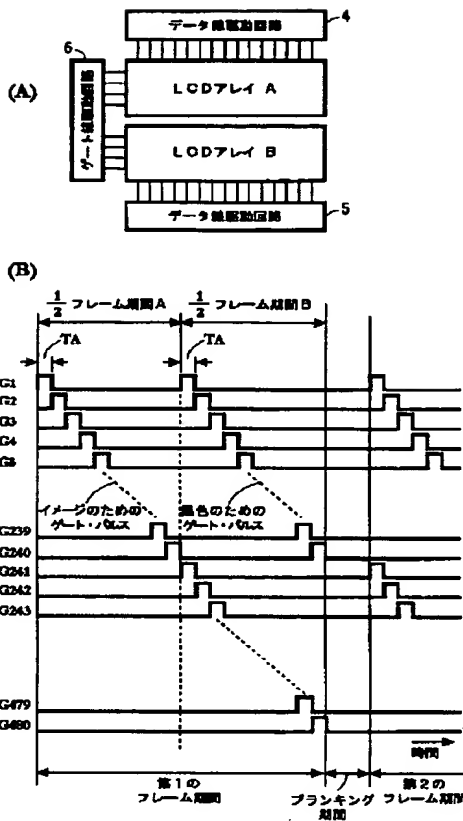 (A)
データ線駆動回路
4
6
ゲート線駆動回路
LCDアレイ A
LCDアレイ B
データ線駆動回路
5
(B)
1/2 フレーム期間A
1/2 フレーム期間B
TA
TA
G1
G2
G3
G4
G5
イメージのための
ゲート・パルス
黒色のための
ゲート・パルス
G239
G240
G241
G242
G243
G479
G480
時間
第1の
フレーム期間
ブランキング
期間
第2の
フレーム期間